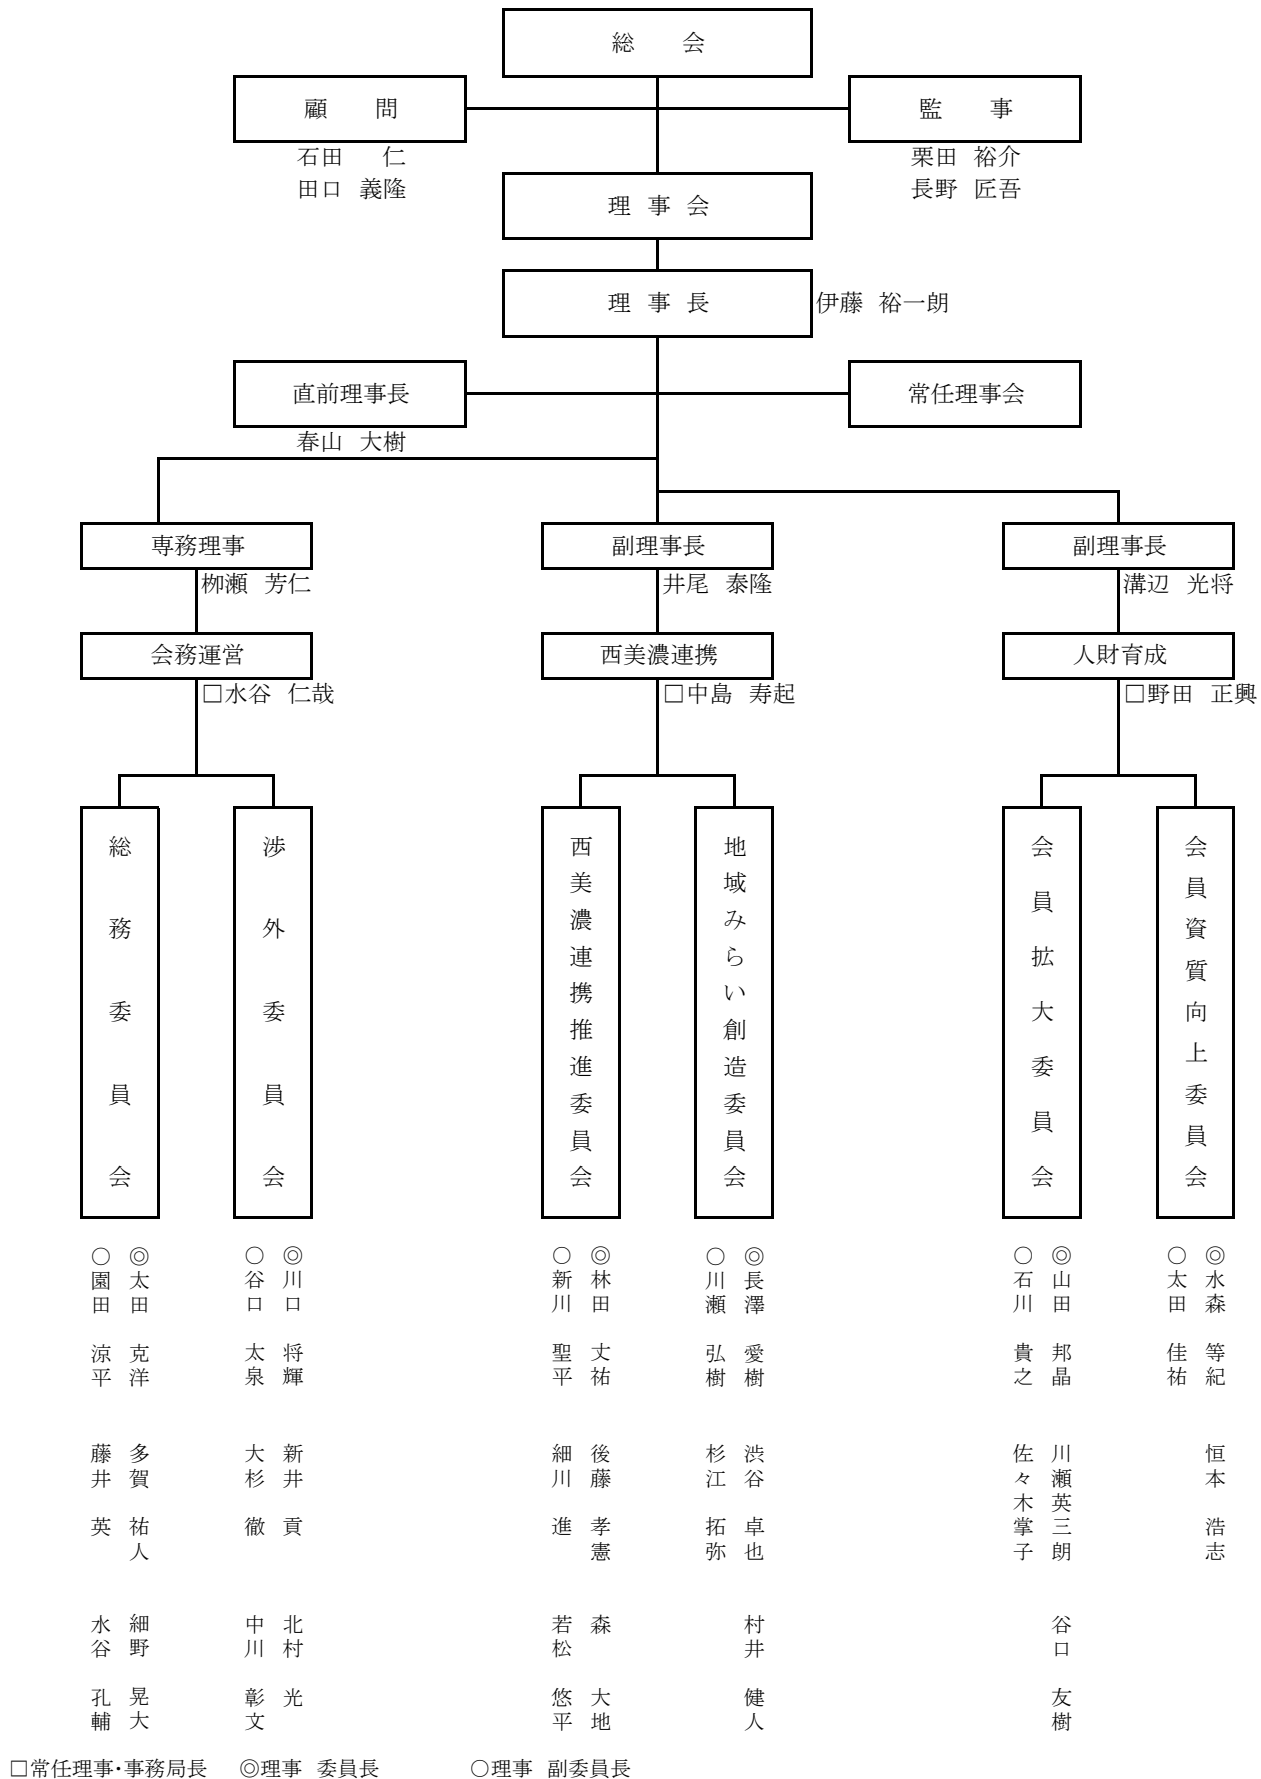 総　会
顧　問
監　事
石田　仁
田口　義隆
栗田　裕介
長野　匠吾
理 事 会
理 事 長
伊藤　裕一朗
直前理事長
常任理事会
春山　大樹
専務理事
副理事長
副理事長
栁瀬　芳仁
井尾　泰隆
溝辺　光将
会務運営
西美濃連携
人財育成
□水谷　仁哉
□中島　寿起
□野田　正興
総務委員会
渉外委員会
西美濃連携推進委員会
地域みらい創造委員会
会員拡大委員会
会員資質向上委員会
◎太田　克洋
○園田　涼平
多賀　祐人
藤井　英
細野　晃大
水谷　孔輔
◎川口　将輝
○谷口　太泉
新井　貢
大杉　徹
北村　光
中川　彰文
◎林田　丈祐
○新川　聖平
後藤　孝憲
細川　進
森　大地
若松　悠平
◎長澤　愛樹
○川瀬　弘樹
渋谷　卓也
杉江　拓弥
村井　健人
◎山田　邦晶
○石川　貴之
川瀬英三朗
佐々木掌子
谷口　友樹
◎水森　等紀
○太田　佳祐
恒本　浩志
□常任理事・事務局長　◎理事　委員長　○理事　副委員長